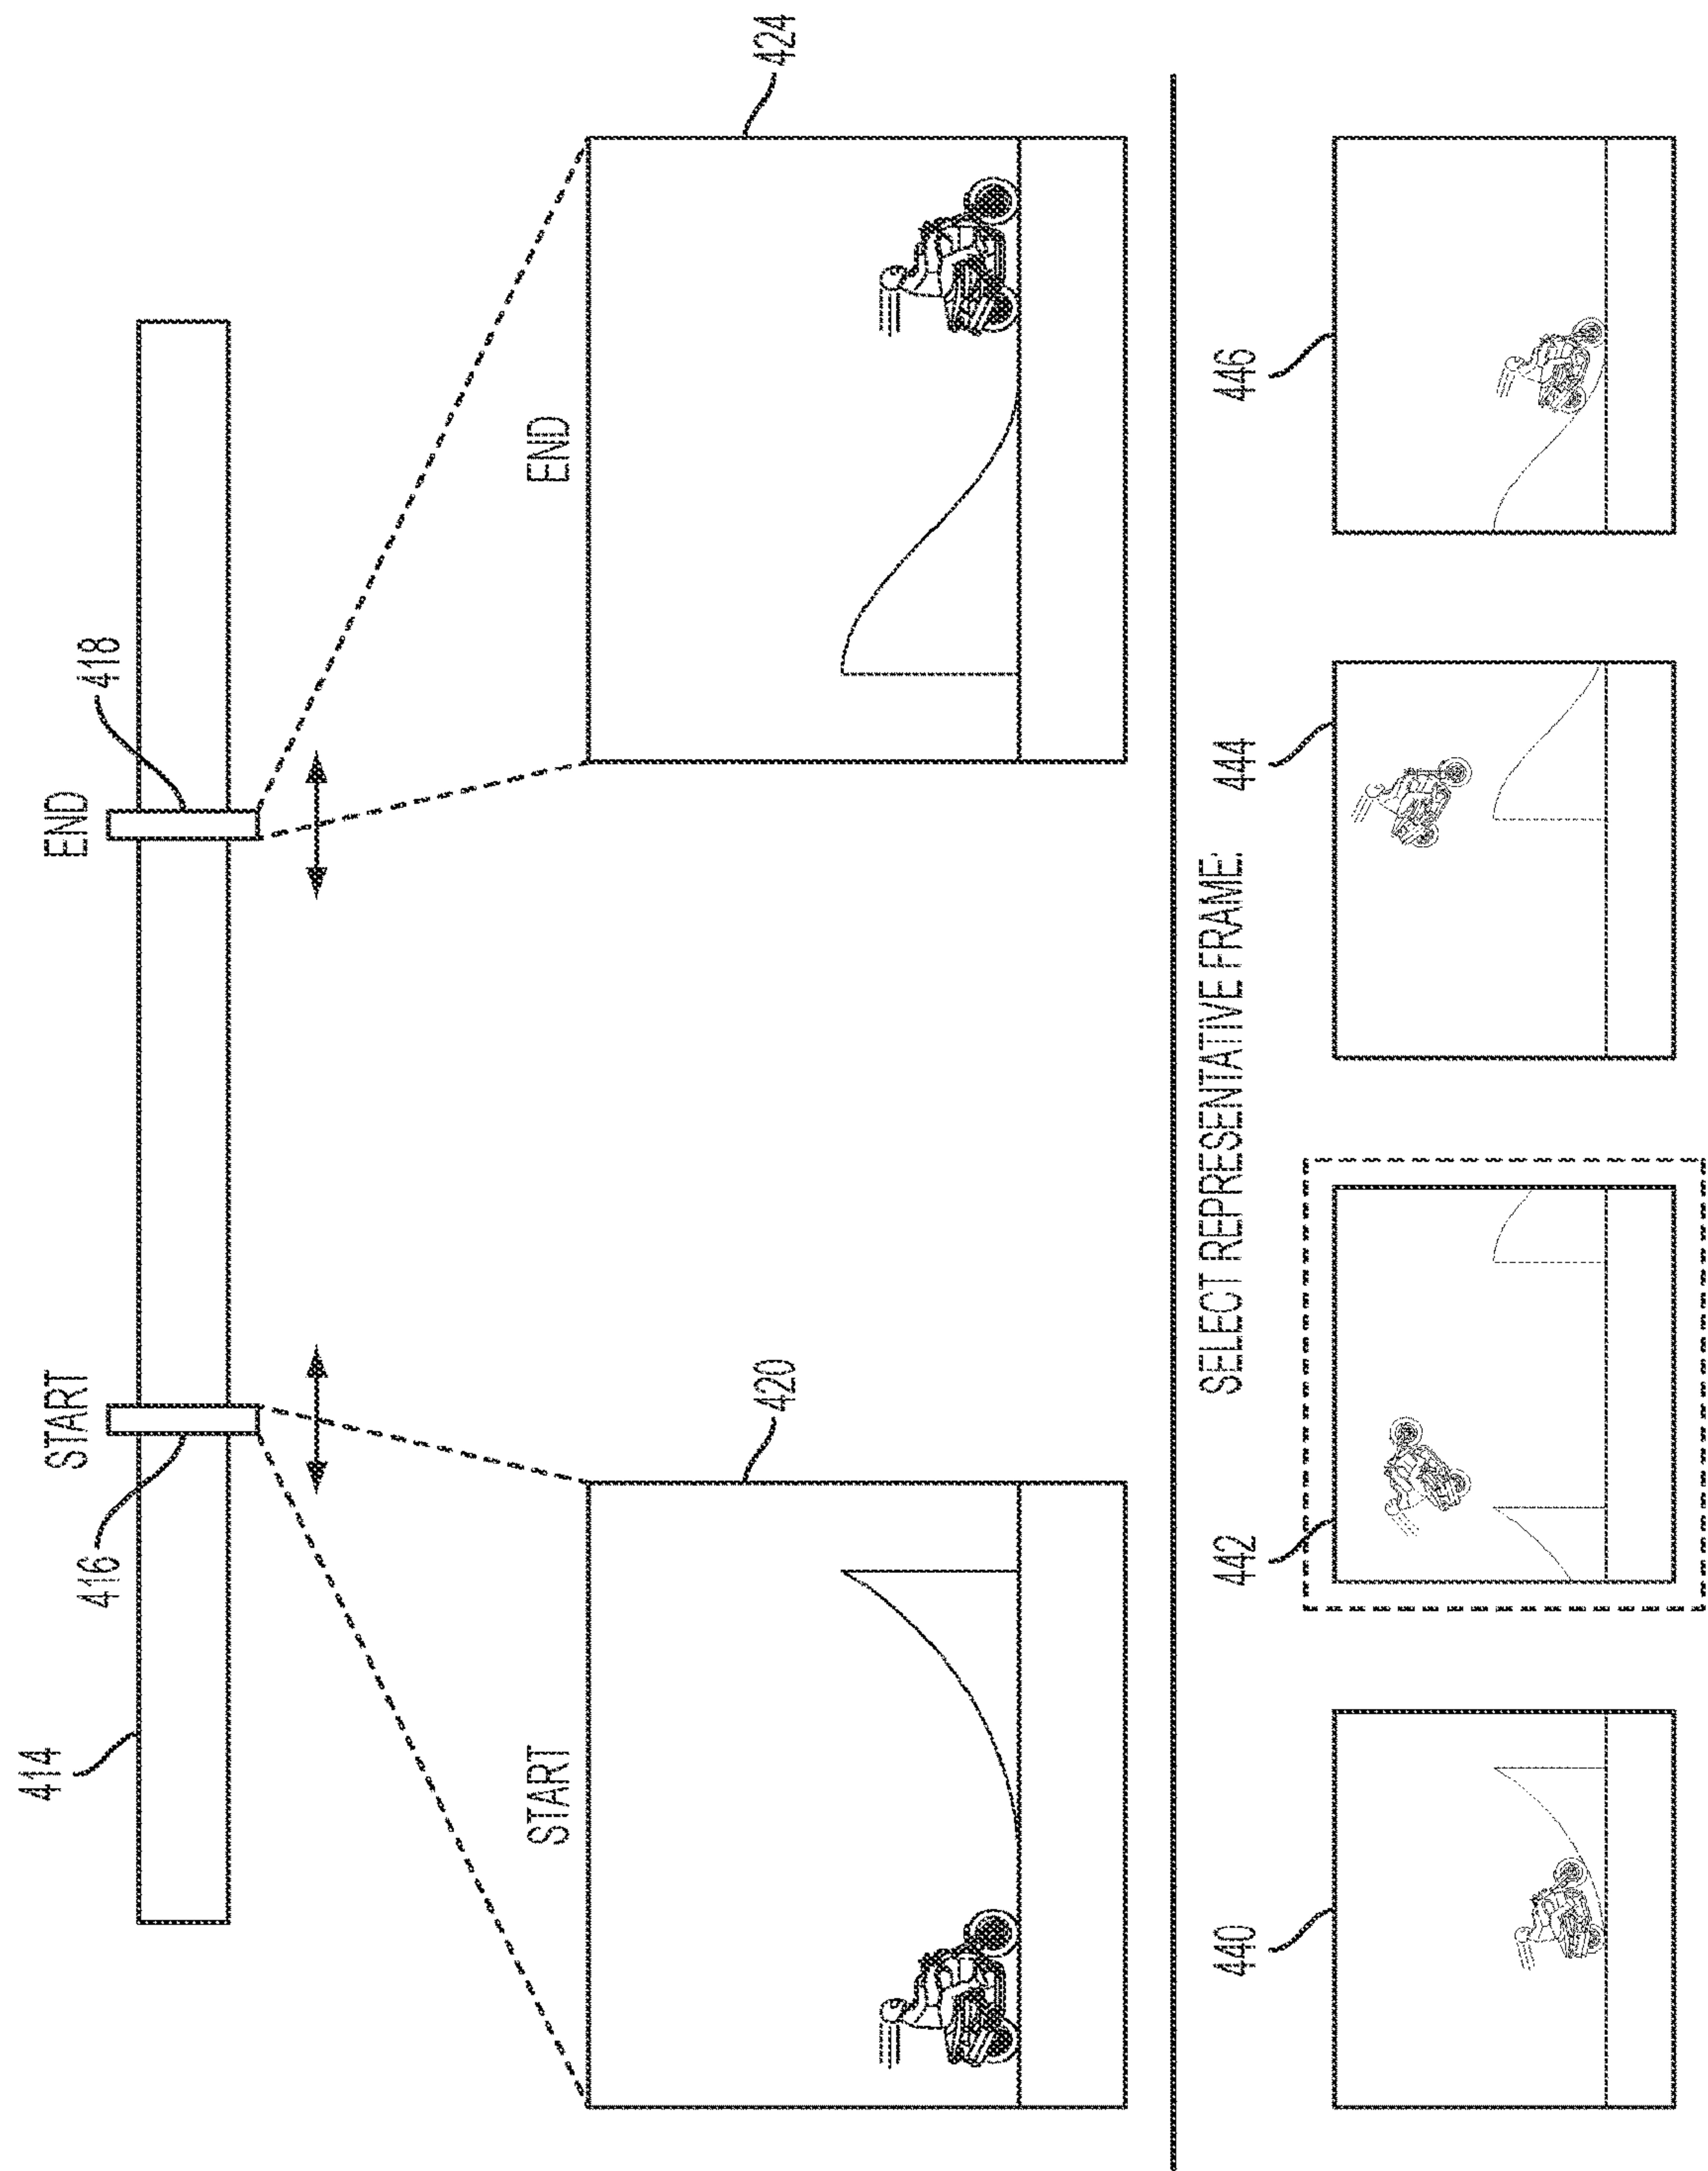 414
START
END
416
418
START
END
420
424
SELECT REPRESENTATIVE FRAME:
440
442
444
446